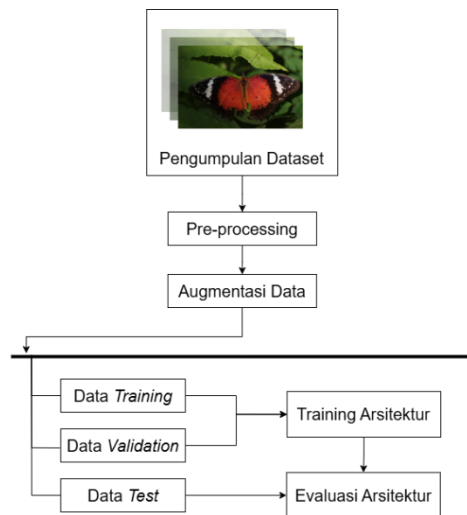 Pengumpulan Dataset
Pre-processing
Augmentasi Data
Data Training
Data Validation
Data Test
Training Arsitektur
Evaluasi Arsitektur